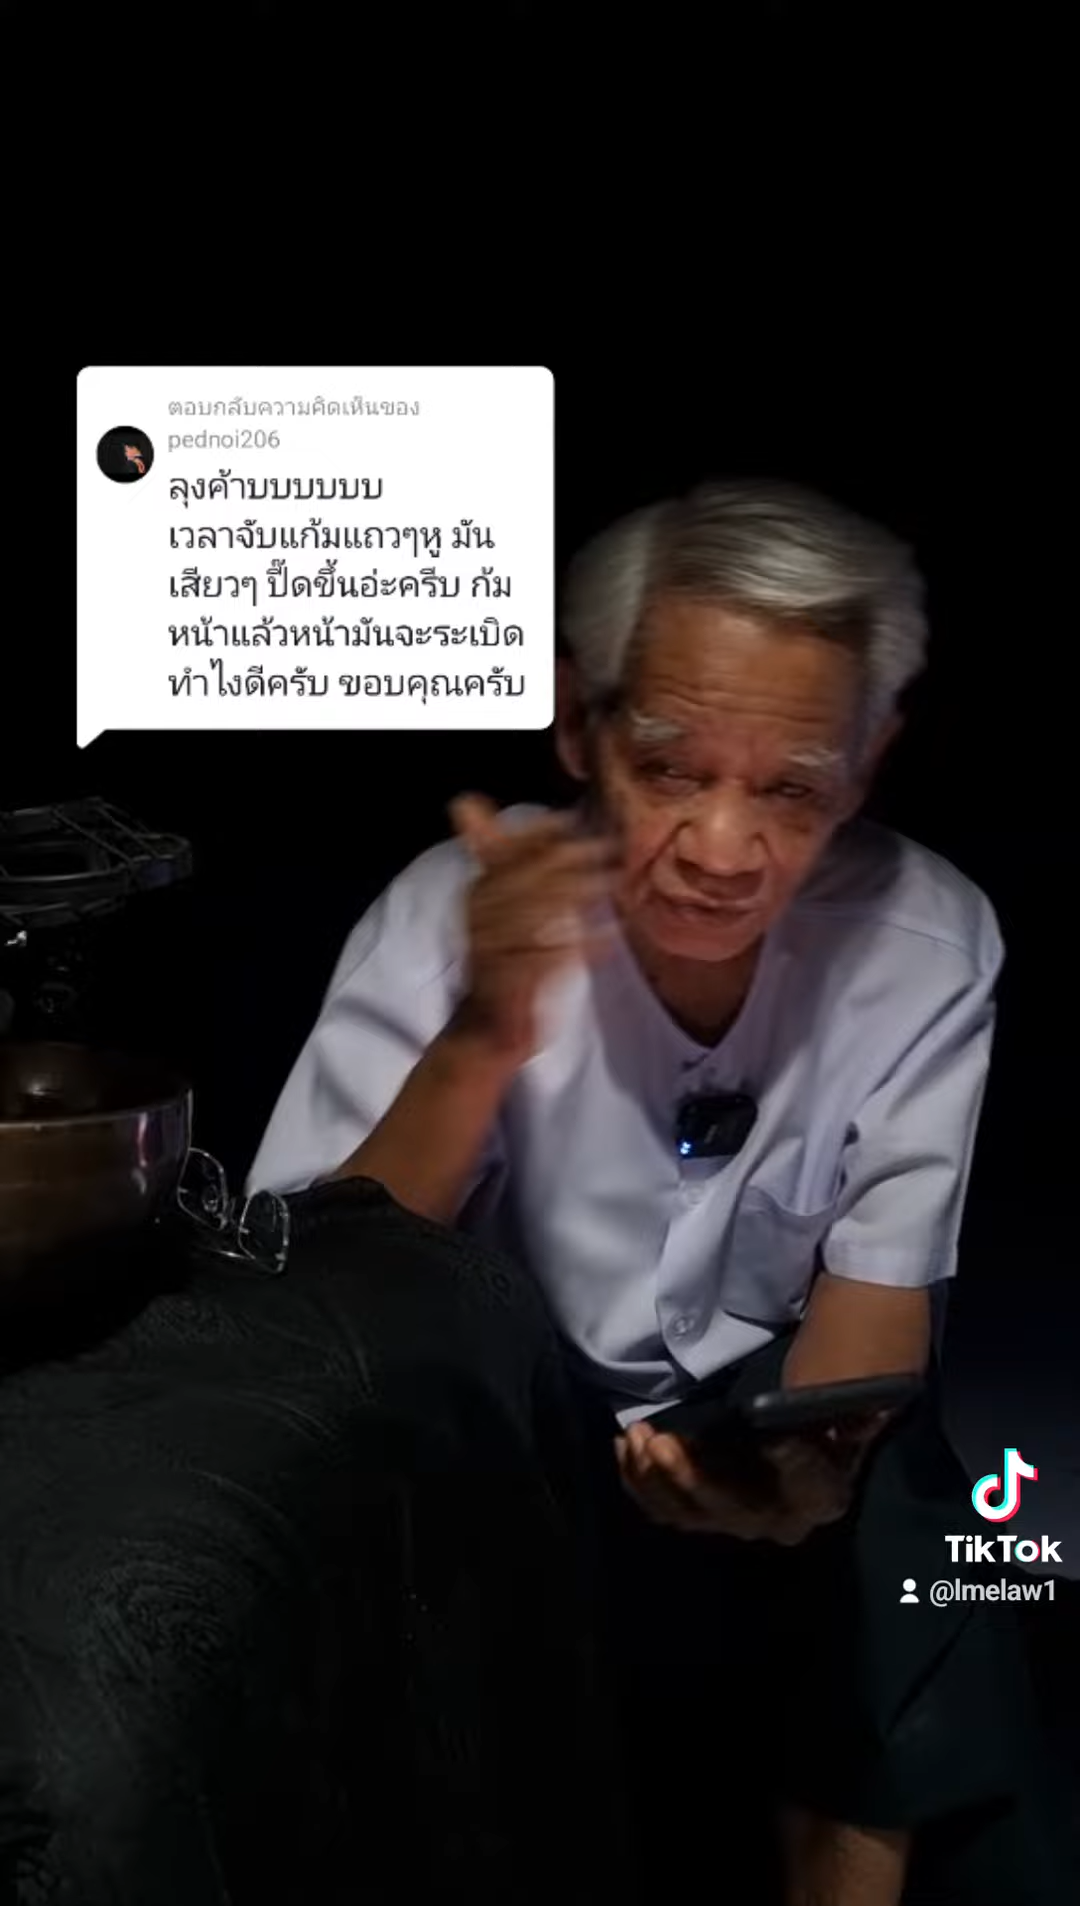 ตอบกลับความคิดเห็นของ
pednoi206
ลุงค้าบบบบบบ
เวลาจับแก้มแถวๆหู มัน
เสียวๆ ปี๊ดขึ้นอ่ะครีบ ก้ม
หน้าแล้วหน้ามันจะระเบิด
ทำไงดีครับ ขอบคุณครับ
TikTok
@lmelaw1